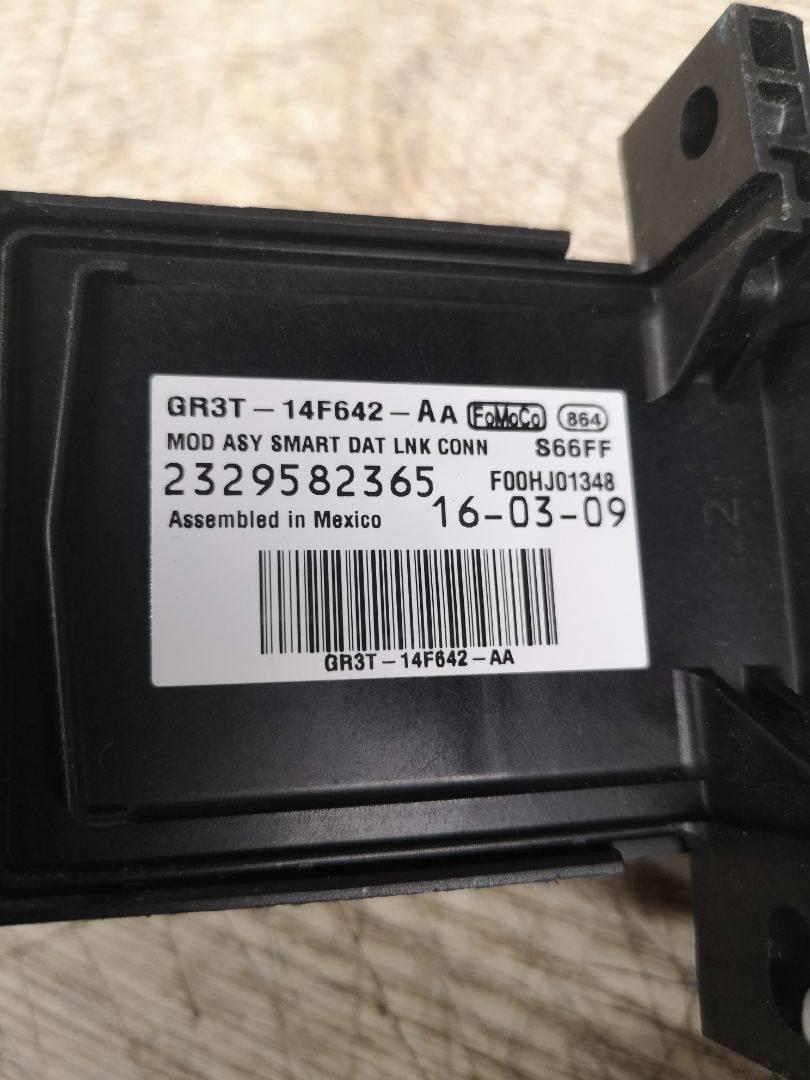 GR3T-14F642-AA FoMoCo 864
MOD ASY SMART DAT LNK CONN S66FF
2329582365 F00HJ01348
Assembled in Mexico 16-03-09
GR3T-14F642-AA